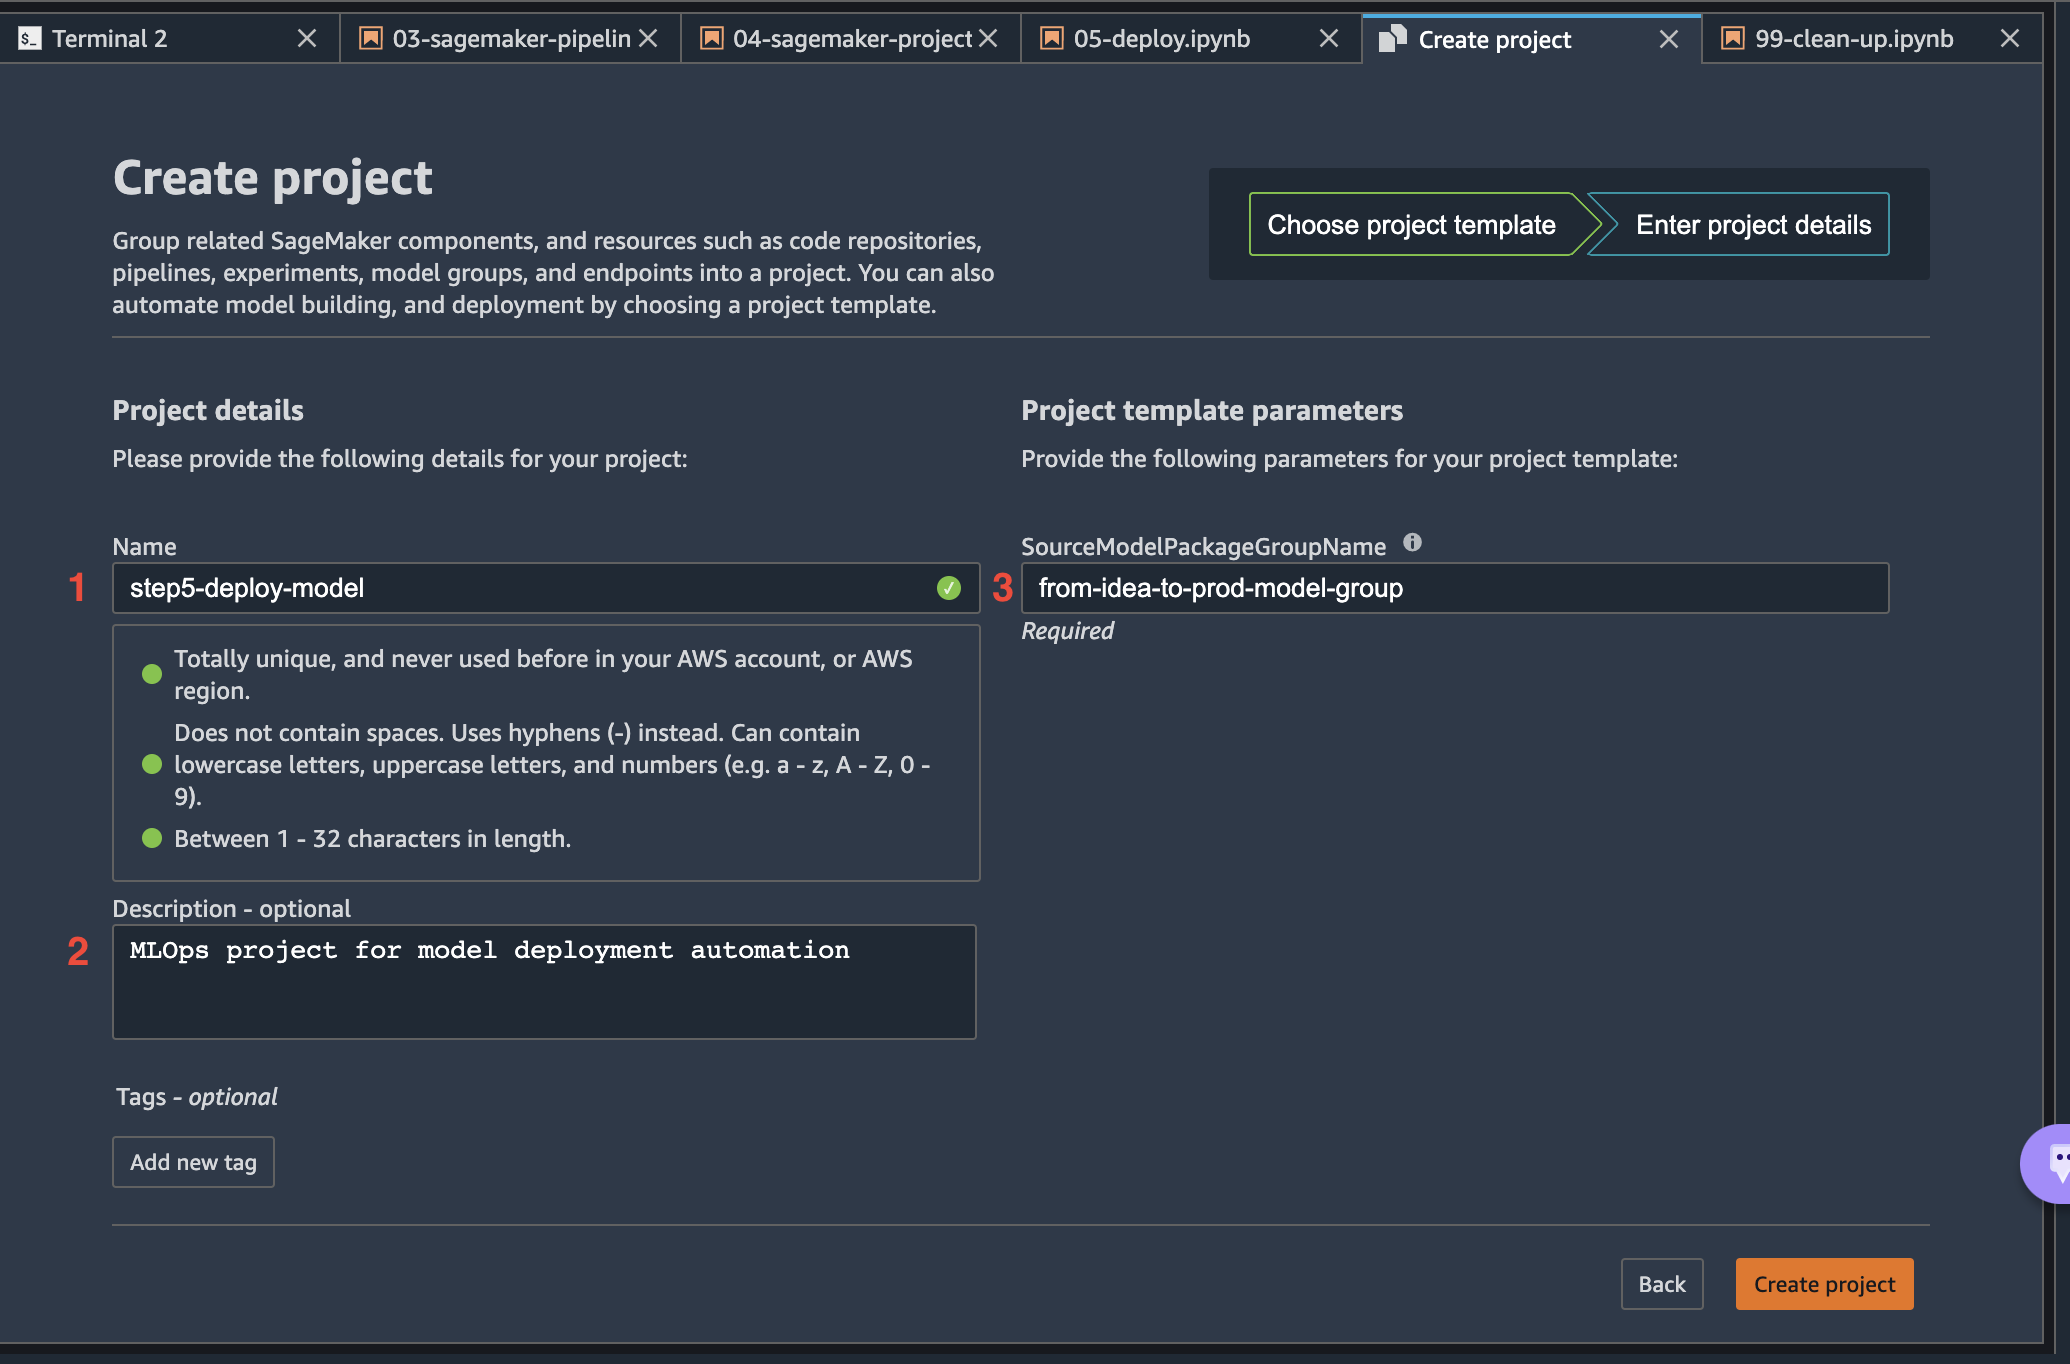 Terminal 2
03-sagemaker-pipelin
04-sagemaker-project
05-deploy.ipynb
Create project
99-clean-up.ipynb
Create project
Group related SageMaker components, and resources such as code repositories,
pipelines, experiments, model groups, and endpoints into a project. You can also
automate model building, and deployment by choosing a project template.
Choose project template
Enter project details
Project details
Please provide the following details for your project:
Name
1
step5-deploy-model
Totally unique, and never used before in your AWS account, or AWS
region.
Does not contain spaces. Uses hyphens (-) instead. Can contain
lowercase letters, uppercase letters, and numbers (e.g. a - z, A - Z, 0 -
9).
Between 1 - 32 characters in length.
Description - optional
2
MLOps project for model deployment automation
Tags - optional
Add new tag
Project template parameters
Provide the following parameters for your project template:
SourceModelPackageGroupName
3
from-idea-to-prod-model-group
Required
Back
Create project